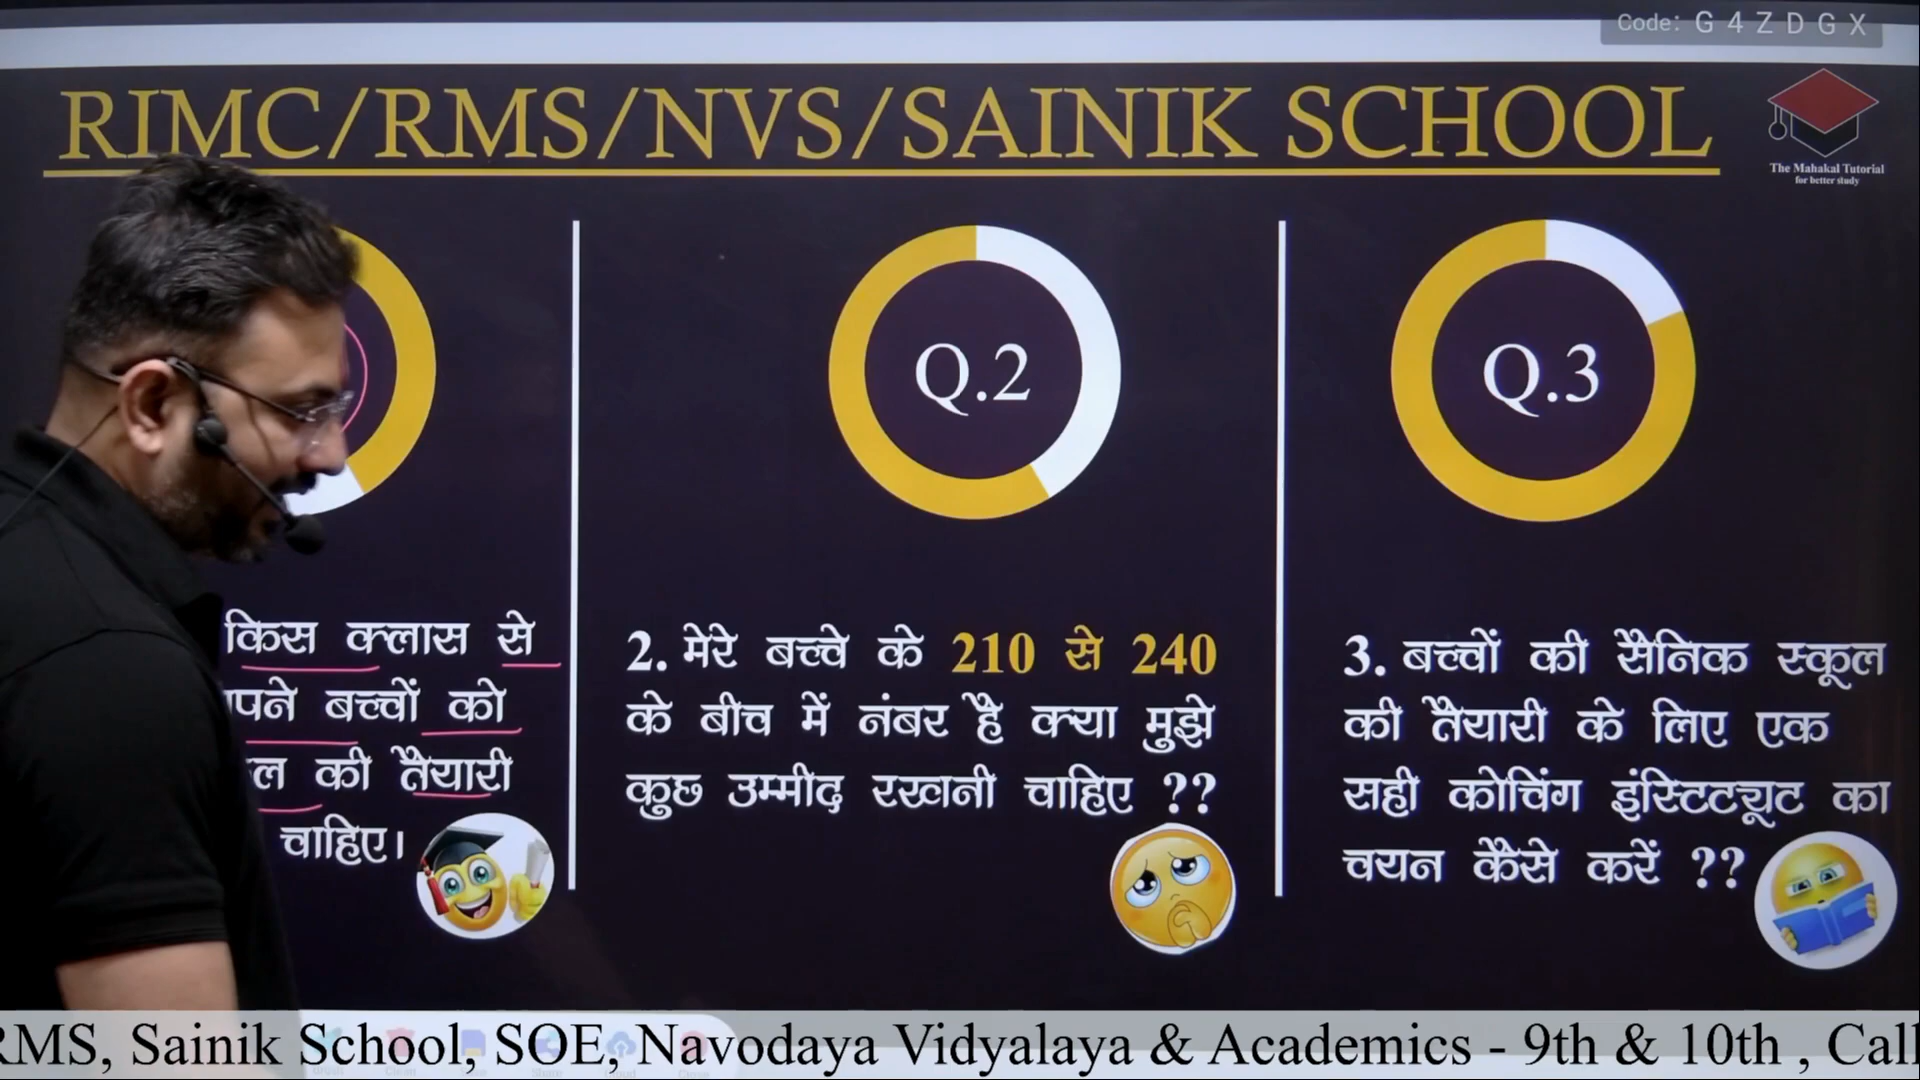 Code: G4ZDGX
RIMC/RMS/NVS/SAINIK SCHOOL
The Mahakal Tutorial
for better study
Q.2
Q.3
किस क्लास से
बच्चों को
की तैयारी
चाहिए।
2. मेरे बच्चे के 210 से 240
के बीच में नंबर है क्या मुझे
कुछ उम्मीद रखनी चाहिए ??
3. बच्चों की सैनिक स्कूल
की तैयारी के लिए एक
सही कोचिंग इंस्टिट्यूट का
चयन कैसे करें ??
RMS, Sainik School, SOE, Navodaya Vidyalaya & Academics - 9th & 10th , Call